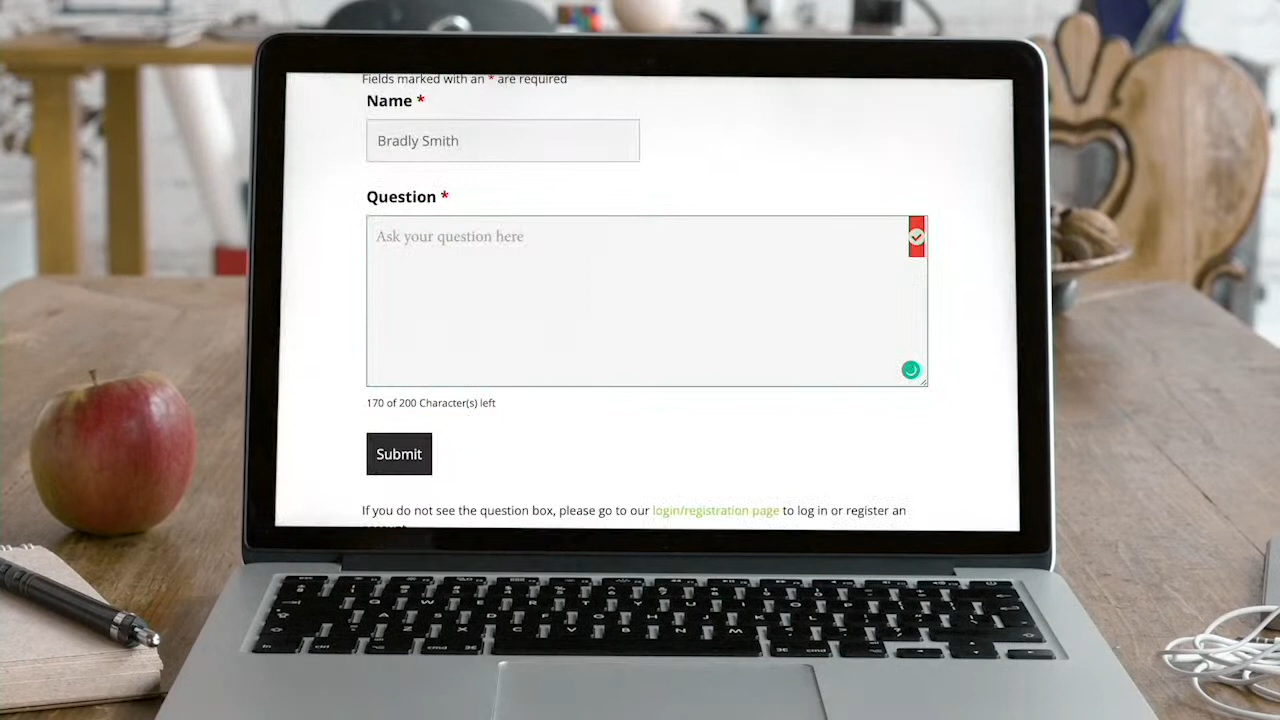 Fields marked with an * are required
Name *
Bradly Smith
Question *
Ask your question here
170 of 200 Character(s) left
Submit
If you do not see the question box, please go to our login/registration page to log in or register an